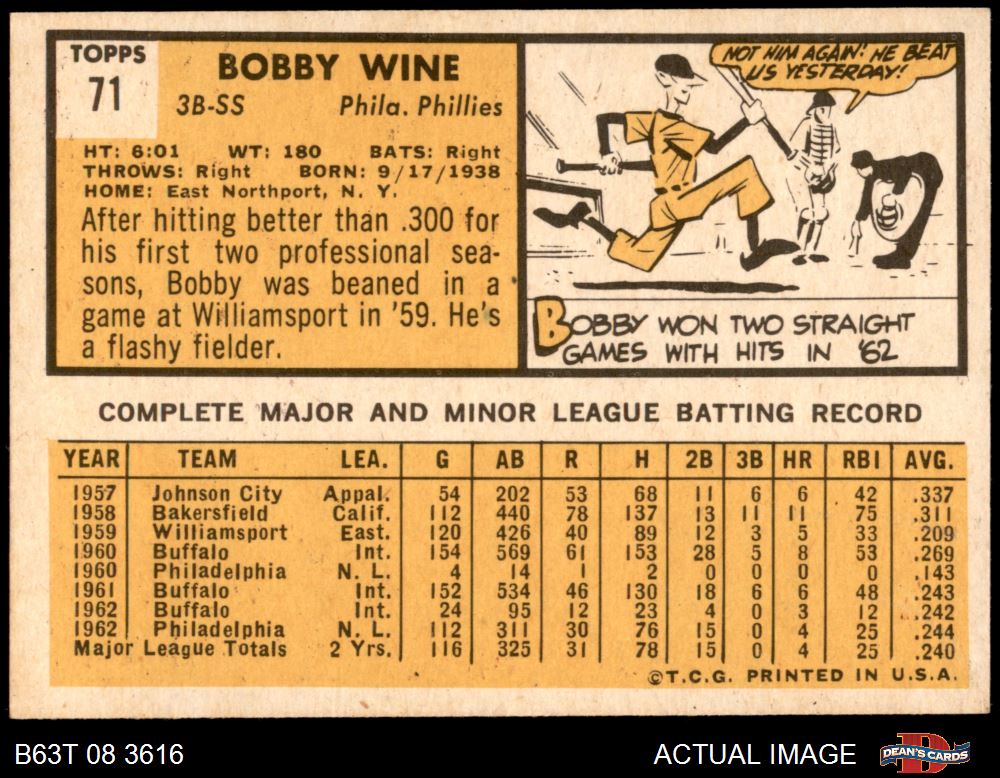 TOPPS
71
BOBBY WINE
3B-SS Phila. Phillies
HT: 6:01 WT: 180 BATS: Right
THROWS: Right BORN: 9/17/1938
HOME: East Northport, N. Y.
After hitting better than .300 for
his first two professional sea-
sons, Bobby was beaned in a
game at Williamsport in '59. He's
a flashy fielder.
NOT HIM AGAIN! HE BEAT
US YESTERDAY!
BOBBY WON TWO STRAIGHT
GAMES WITH HITS IN '62
COMPLETE MAJOR AND MINOR LEAGUE BATTING RECORD
YEAR TEAM LEA. G AB R H 2B 3B HR RBI AVG.
1957 Johnson City Appal. 54 202 53 68 11 6 6 42 .337
1958 Bakersfield Calif. 112 440 78 137 13 11 11 75 .311
1959 Williamsport East. 120 426 40 89 12 3 5 33 .209
1960 Buffalo Int. 154 569 61 153 28 5 8 53 .269
1960 Philadelphia N. L. 4 14 1 2 0 0 0 0 .143
1961 Buffalo Int. 152 534 46 130 18 6 6 48 .243
1962 Buffalo Int. 24 95 12 23 4 0 3 12 .242
1962 Philadelphia N. L. 112 311 30 76 15 0 4 25 .244
Major League Totals 2 Yrs. 116 325 31 78 15 0 4 25 .240
©T.C.G. PRINTED IN U.S.A.
B63T 08 3616
ACTUAL IMAGE
D
DEAN'S CARDS